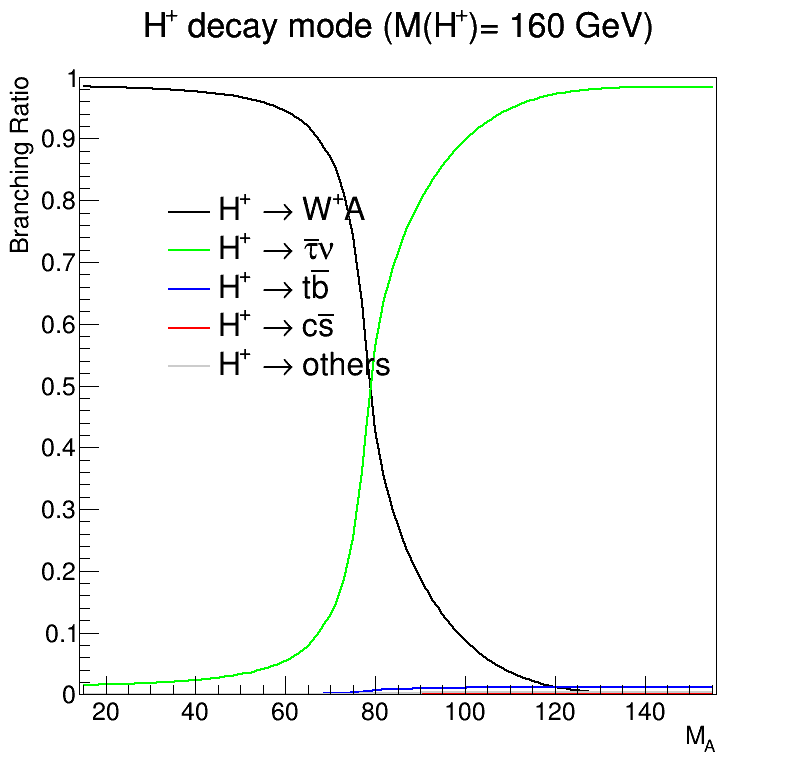 H⁺ decay mode (M(H⁺)= 160 GeV)
Branching Ratio
1
0.9
0.8
0.7
0.6
0.5
0.4
0.3
0.2
0.1
0
H⁺ → W⁺A
H⁺ → τ̅ν
H⁺ → tb̅
H⁺ → cs̅
H⁺ → others
20 40 60 80 100 120 140
M_A